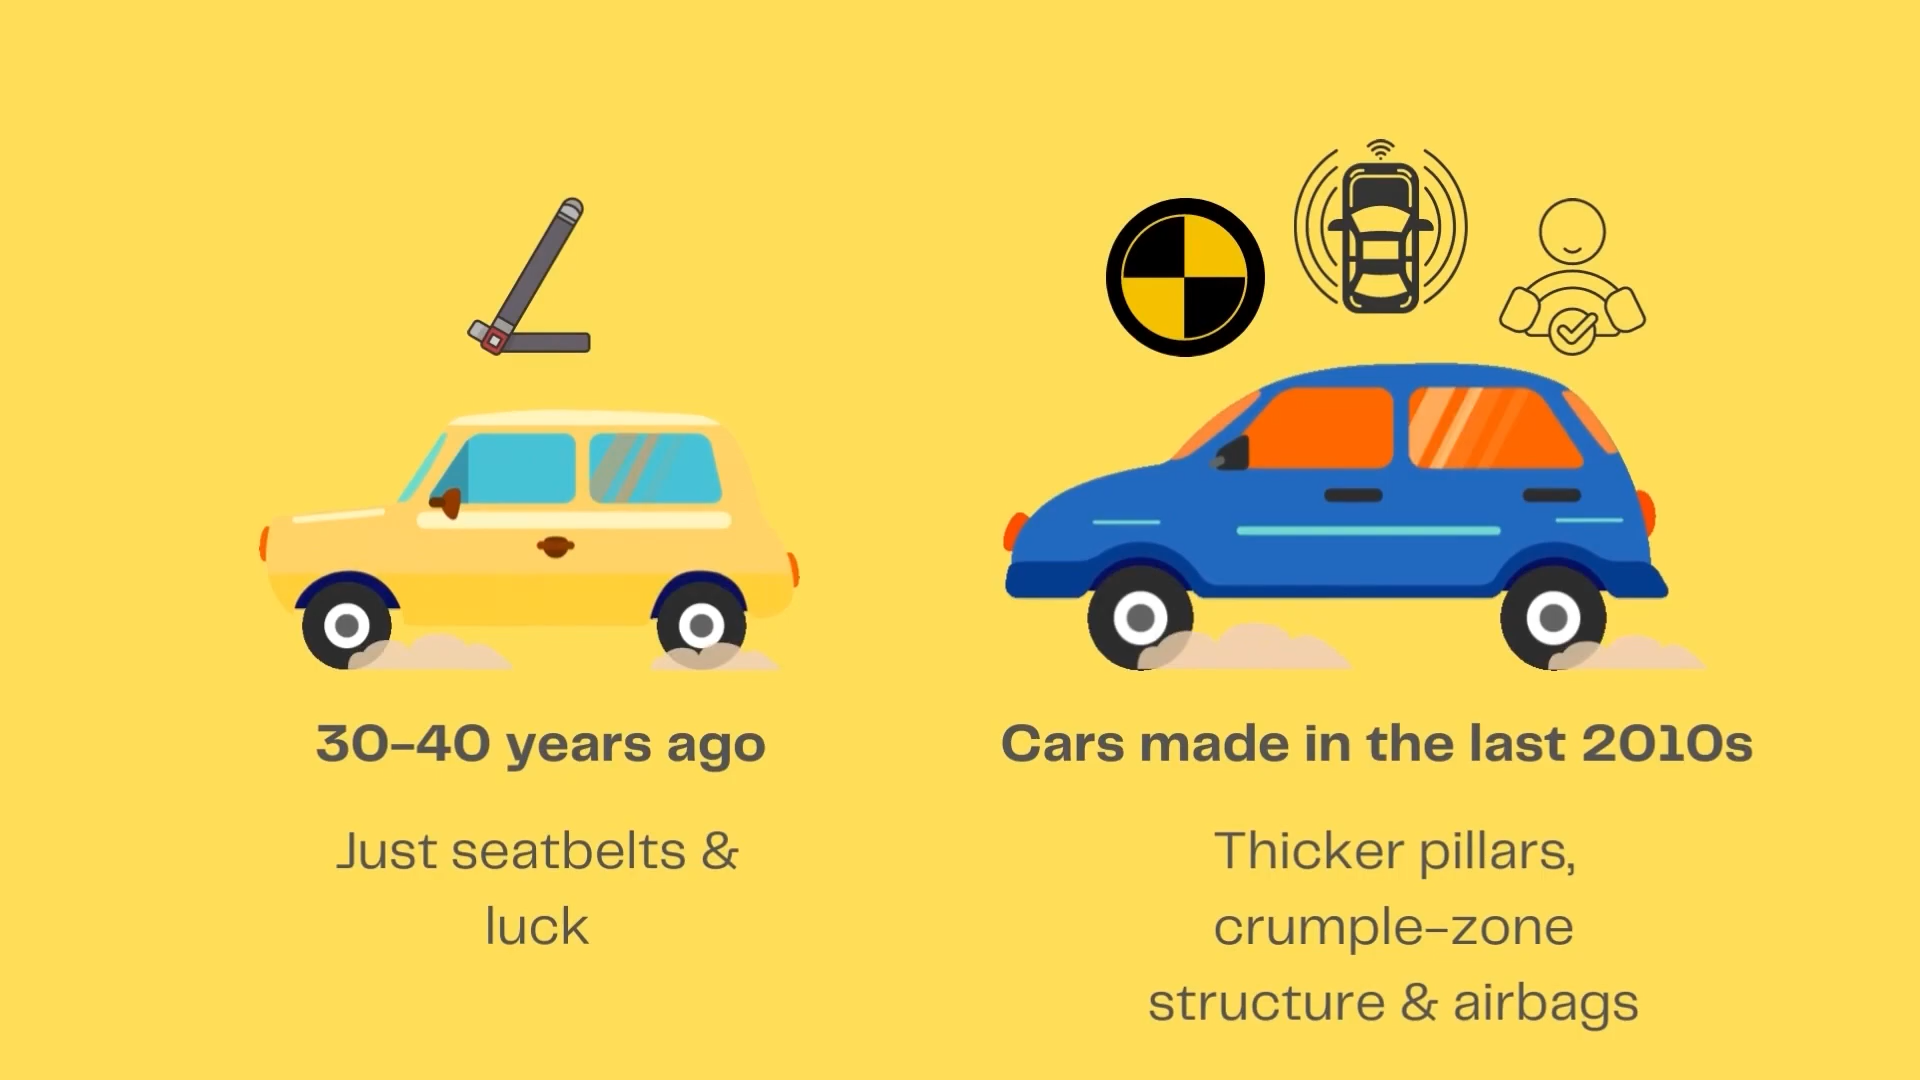 30-40 years ago
Just seatbelts &
luck
Cars made in the last 2010s
Thicker pillars,
crumple-zone
structure & airbags